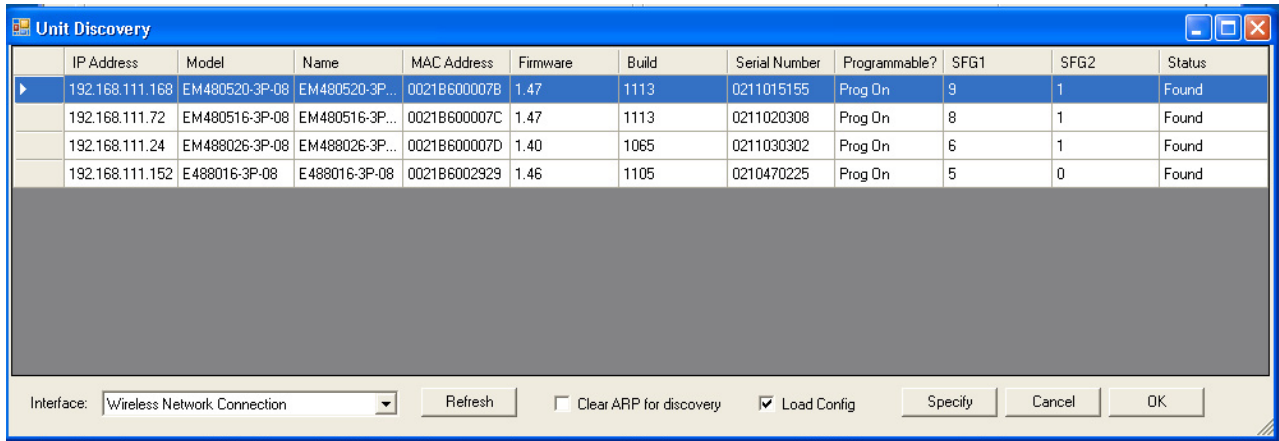 Unit Discovery
IP Address Model Name MAC Address Firmware Build Serial Number Programmable? SFG1 SFG2 Status
192.168.111.168 EM480520-3P-08 EM480520-3P... 0021B600007B 1.47 1113 0211015155 Prog On 9 1 Found
192.168.111.72 EM480516-3P-08 EM480516-3P... 0021B600007C 1.47 1113 0211020308 Prog On 8 1 Found
192.168.111.24 EM488026-3P-08 EM488026-3P... 0021B600007D 1.40 1065 0211030302 Prog On 6 1 Found
192.168.111.152 E488016-3P-08 E488016-3P-08 0021B6002929 1.46 1105 0210470225 Prog On 5 0 Found
Interface: Wireless Network Connection Refresh Clear ARP for discovery Load Config Specify Cancel OK